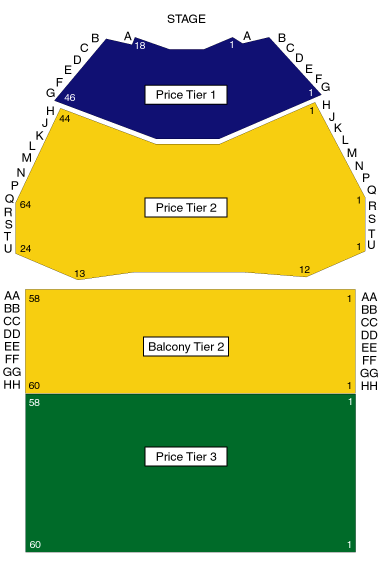 STAGE
B A 18 1 A B
C C
D D
E E
F F
G 46 Price Tier 1 1 G
H 44 1 H
J J
K K
L L
M M
N N
P P
Q 64 Price Tier 2 1 Q
R R
S S
T T
U 24 1 U
13 12
AA 58 1 AA
BB BB
CC CC
DD DD
EE Balcony Tier 2 EE
FF FF
GG GG
HH 60 1 HH
58 1
Price Tier 3
60 1